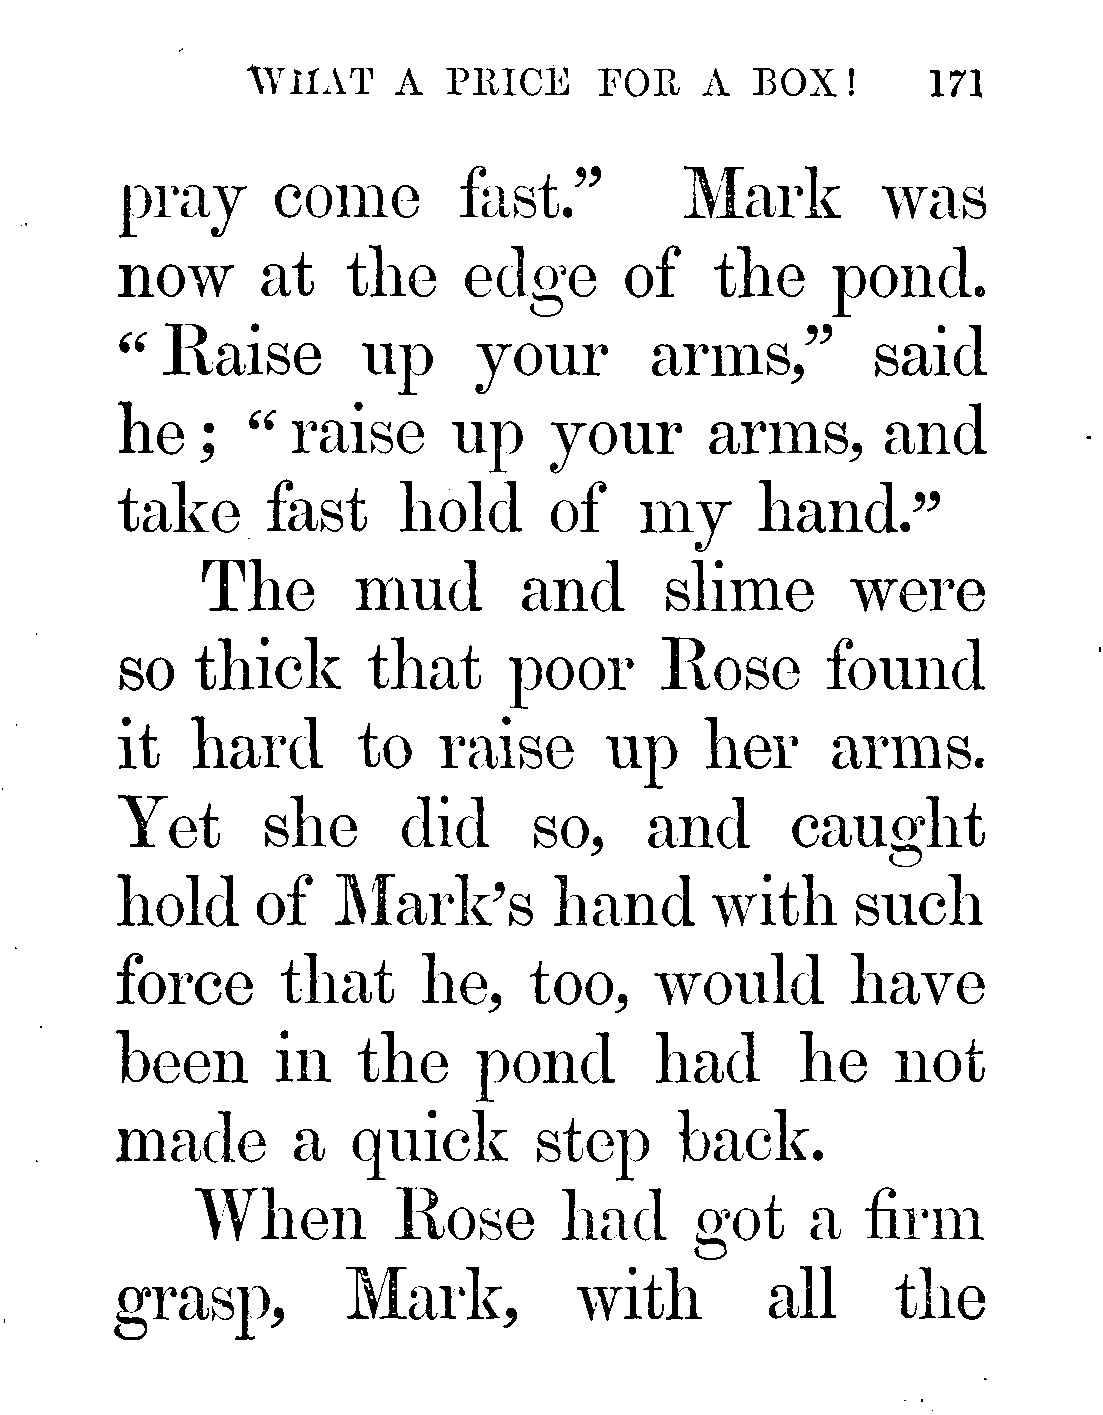 WHAT A PRICE FOR A BOX! 171
pray come fast.” Mark was
now at the edge of the pond.
“Raise up your arms,” said
he; “raise up your arms, and
take fast hold of my hand.”
The mud and slime were
so thick that poor Rose found
it hard to raise up her arms.
Yet she did so, and caught
hold of Mark’s hand with such
force that he, too, would have
been in the pond had he not
made a quick step back.
When Rose had got a firm
grasp, Mark, with all the